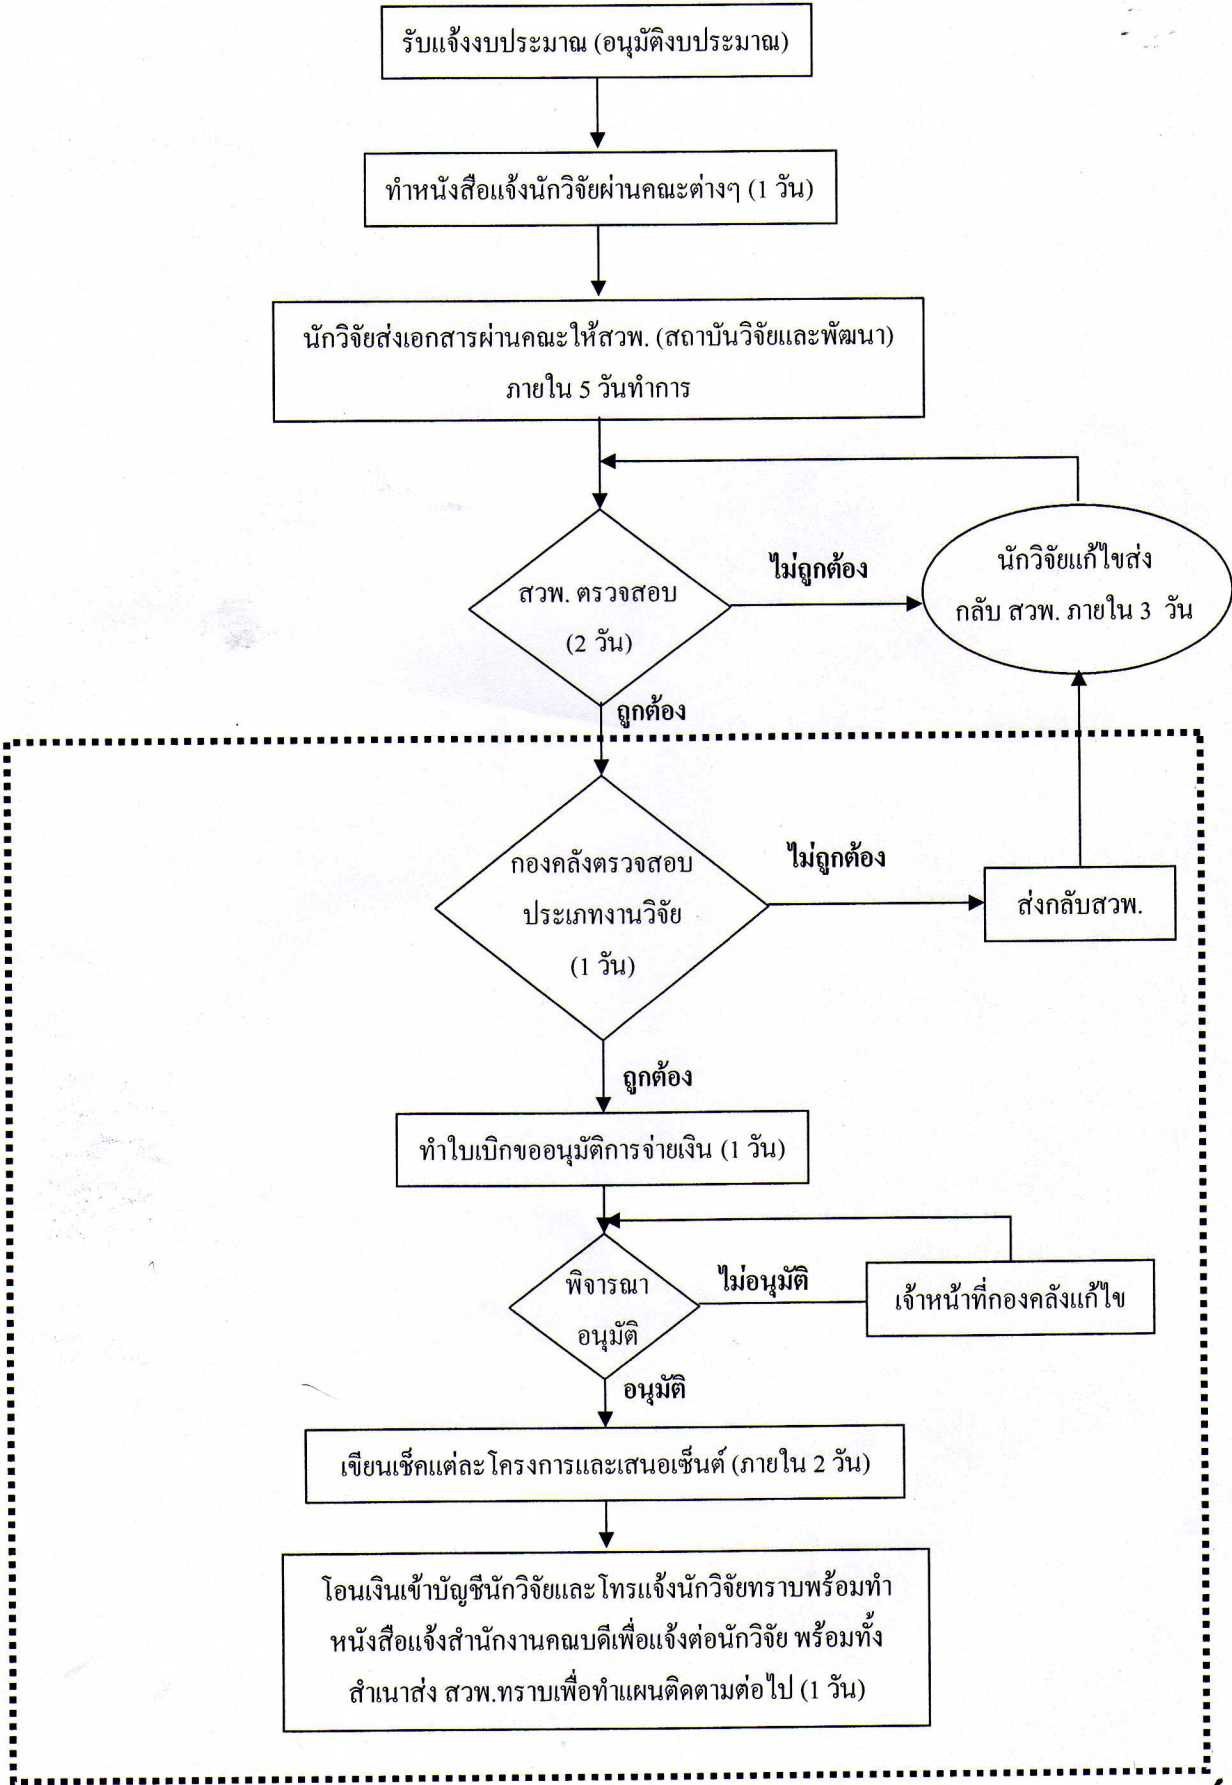 รับแจ้งงบประมาณ (อนุมัติงบประมาณ)
ทำหนังสือแจ้งนักวิจัยผ่านคณะต่างๆ (1 วัน)
นักวิจัยส่งเอกสารผ่านคณะให้สวพ. (สถาบันวิจัยและพัฒนา)
ภายใน 5 วันทำการ
สวพ. ตรวจสอบ
(2 วัน)
ไม่ถูกต้อง
นักวิจัยแก้ไขส่ง
กลับ สวพ. ภายใน 3 วัน
ถูกต้อง
กองคลังตรวจสอบ
ประเภทงานวิจัย
(1 วัน)
ไม่ถูกต้อง
ส่งกลับสวพ.
ถูกต้อง
ทำใบเบิกขออนุมัติการจ่ายเงิน (1 วัน)
พิจารณา
อนุมัติ
ไม่อนุมัติ
เจ้าหน้าที่กองคลังแก้ไข
อนุมัติ
เขียนเช็คแต่ละโครงการและเสนอเซ็นต์ (ภายใน 2 วัน)
โอนเงินเข้าบัญชีนักวิจัยและโทรแจ้งนักวิจัยทราบพร้อมทำ
หนังสือแจ้งสำนักงานคณบดีเพื่อแจ้งต่อนักวิจัย พร้อมทั้ง
สำเนาส่ง สวพ.ทราบเพื่อทำแผนติดตามต่อไป (1 วัน)